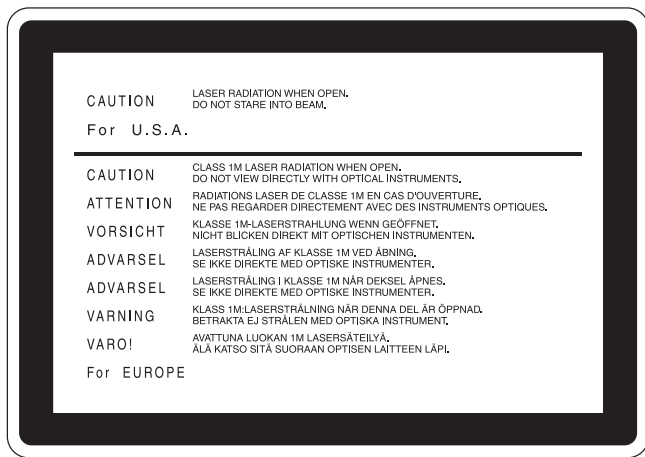 CAUTION LASER RADIATION WHEN OPEN.
DO NOT STARE INTO BEAM.
For U.S.A.
CAUTION CLASS 1M LASER RADIATION WHEN OPEN.
DO NOT VIEW DIRECTLY WITH OPTICAL INSTRUMENTS.
ATTENTION RADIATIONS LASER DE CLASSE 1M EN CAS D'OUVERTURE.
NE PAS REGARDER DIRECTEMENT AVEC DES INSTRUMENTS OPTIQUES.
VORSICHT KLASSE 1M-LASERSTRAHLUNG WENN GEÖFFNET.
NICHT BLICKEN DIREKT MIT OPTISCHEN INSTRUMENTEN.
ADVARSEL LASERSTRÅLING AF KLASSE 1M VED ÅBNING.
SE IKKE DIREKTE MED OPTISKE INSTRUMENTER.
ADVARSEL LASERSTRÅLING I KLASSE 1M NÅR DEKSEL ÅPNES.
SE IKKE DIREKTE MED OPTISKE INSTRUMENTER.
VARNING KLASS 1M:LASERSTRÅLNING NÄR DENNA DEL ÄR ÖPPNAD.
BETRAKTA EJ STRÅLEN MED OPTISKA INSTRUMENT.
VARO! AVATTUNA LUOKAN 1M LASERSÄTEILYÄ.
ÄLÄ KATSO SITÄ SUORAAN OPTISEN LAITTEEN LÄPI.
For EUROPE